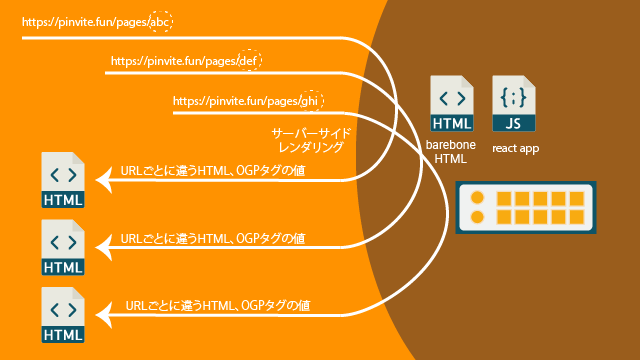 https://pinvite.fun/pages/abc
https://pinvite.fun/pages/def
https://pinvite.fun/pages/ghi
サーバーサイド
レンダリング
HTML
JS
barebone
HTML
react app
URLごとに違うHTML、OGPタグの値
HTML
URLごとに違うHTML、OGPタグの値
HTML
URLごとに違うHTML、OGPタグの値
HTML